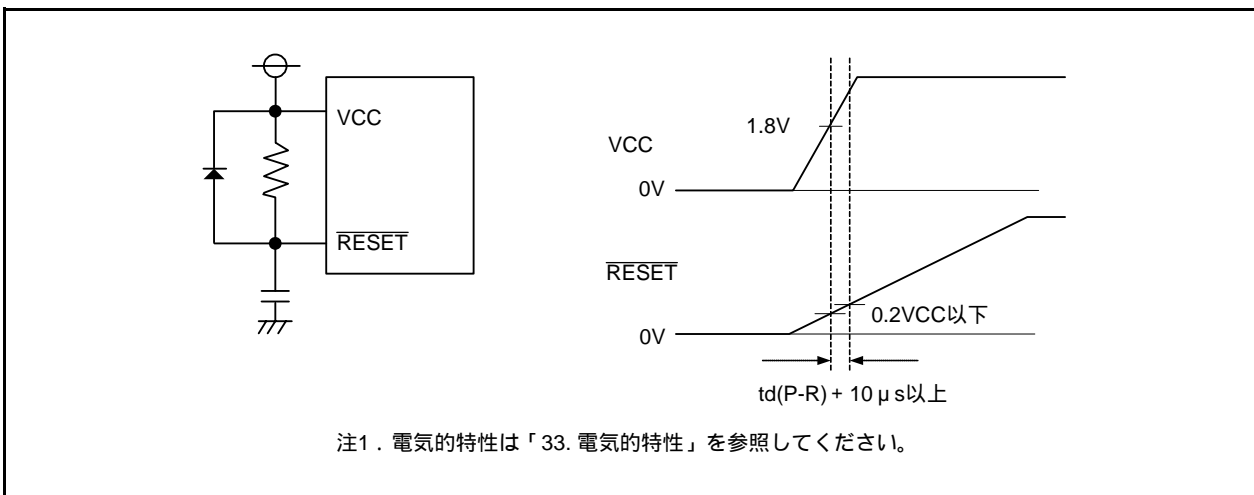 VCC
RESET
VCC
1.8V
0V
RESET
0V
0.2VCC以下
td(P-R) + 10 μ s以上
注1．電気的特性は「33. 電気的特性」を参照してください。